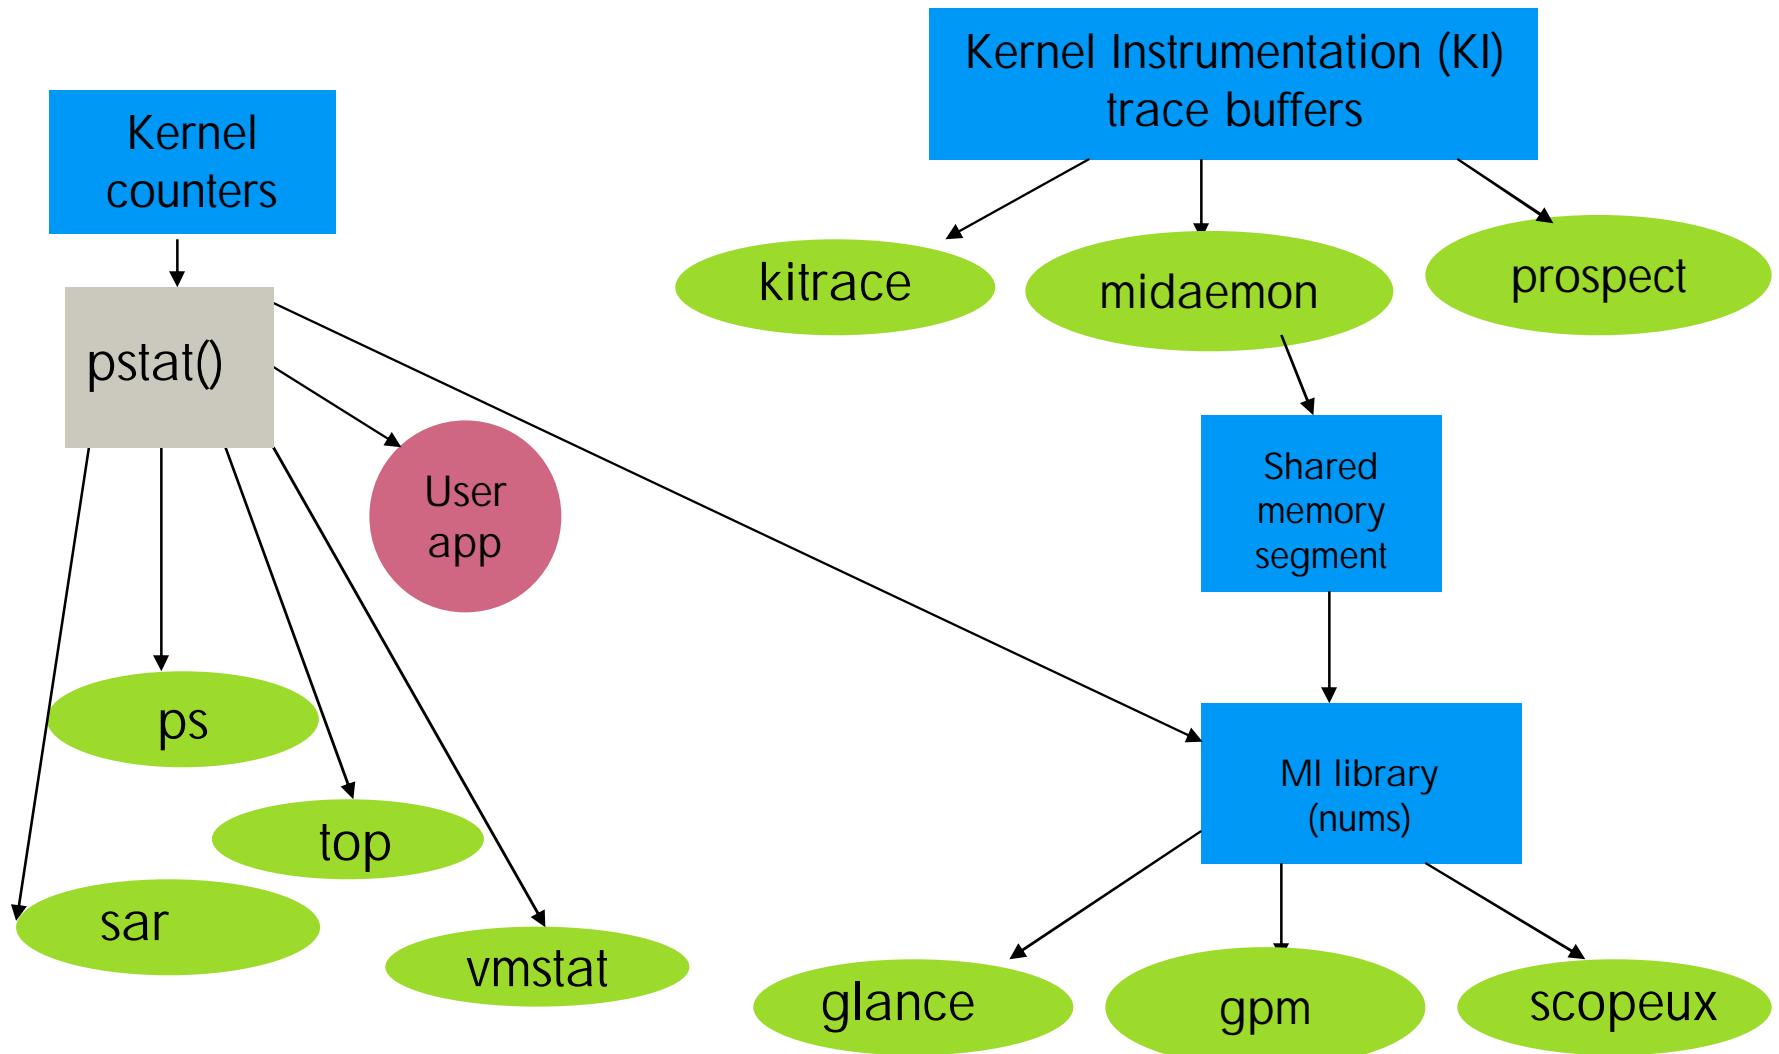 Kernel Instrumentation (KI)
trace buffers
Kernel
counters
kitrace
midaemon
prospect
pstat()
User
app
Shared
memory
segment
ps
top
sar
vmstat
MI library
(nums)
glance
gpm
scopeux